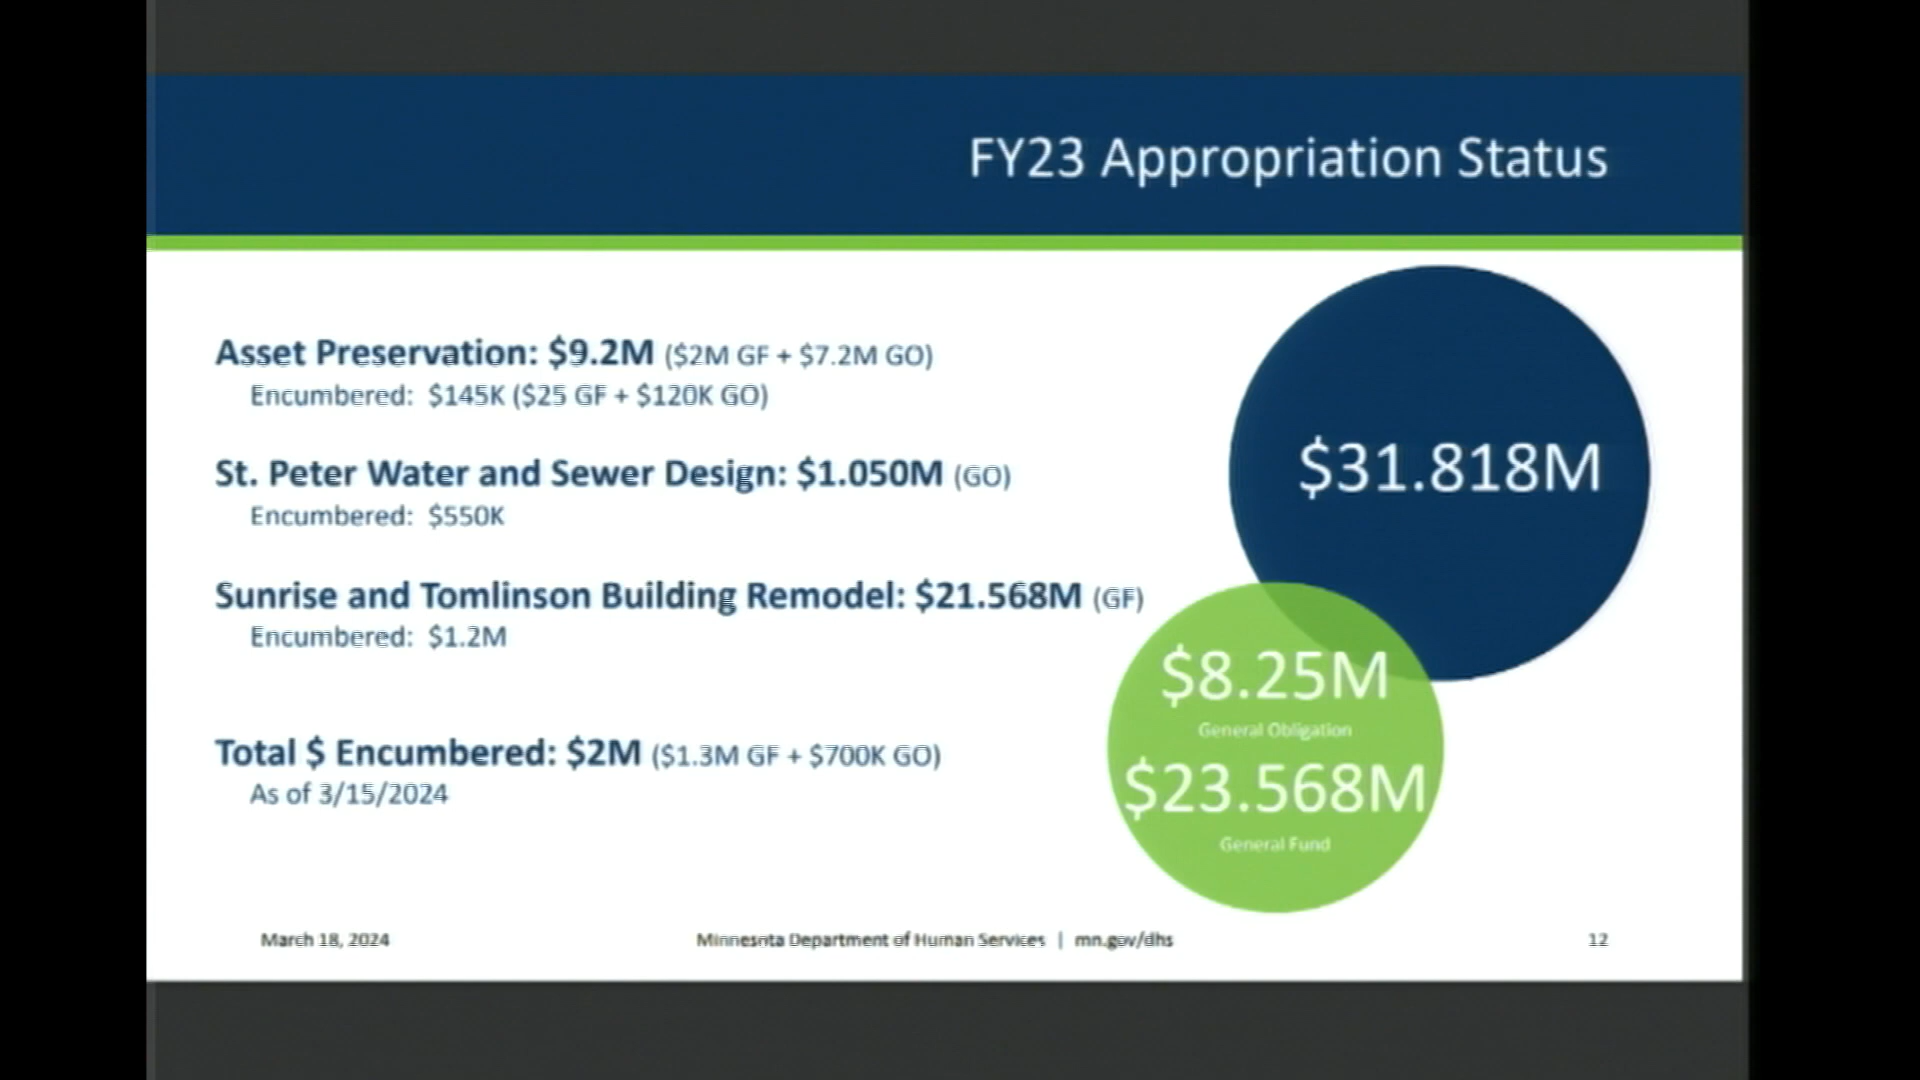 FY23 Appropriation Status
Asset Preservation: $9.2M ($2M GF + $7.2M GO)
Encumbered: $145K ($25 GF + $120K GO)
St. Peter Water and Sewer Design: $1.050M (GO)
Encumbered: $550K
Sunrise and Tomlinson Building Remodel: $21.568M (GF)
Encumbered: $1.2M
Total $ Encumbered: $2M ($1.3M GF + $700K GO)
As of 3/15/2024
$31.818M
$8.25M
General Obligation
$23.568M
General Fund
March 18, 2024
Minnesota Department of Human Services | mn.gov/dhs
12